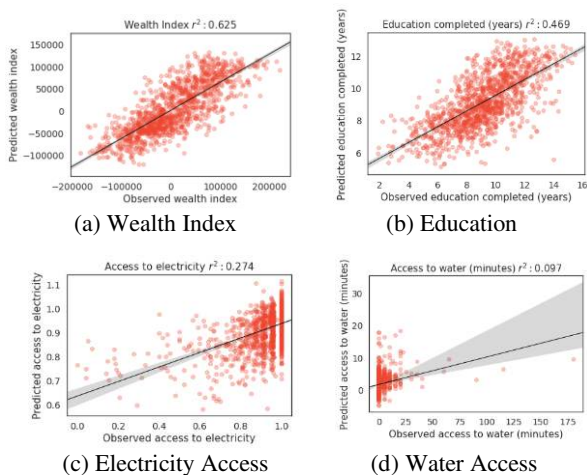 Wealth Index r² : 0.625
Predicted wealth index
150000
100000
50000
0
−50000
−100000
−200000 −100000 0 100000 200000
Observed wealth index
(a) Wealth Index
Education completed (years) r² : 0.469
Predicted education completed (years)
12
10
8
6
2 4 6 8 10 12 14 16
Observed education completed (years)
(b) Education
Access to electricity r² : 0.274
Predicted access to electricity
1.1
1.0
0.9
0.8
0.7
0.6
0.0 0.2 0.4 0.6 0.8 1.0
Observed access to electricity
(c) Electricity Access
Access to water (minutes) r² : 0.097
Predicted access to water (minutes)
30
20
10
0
0 25 50 75 100 125 150 175
Observed access to water (minutes)
(d) Water Access